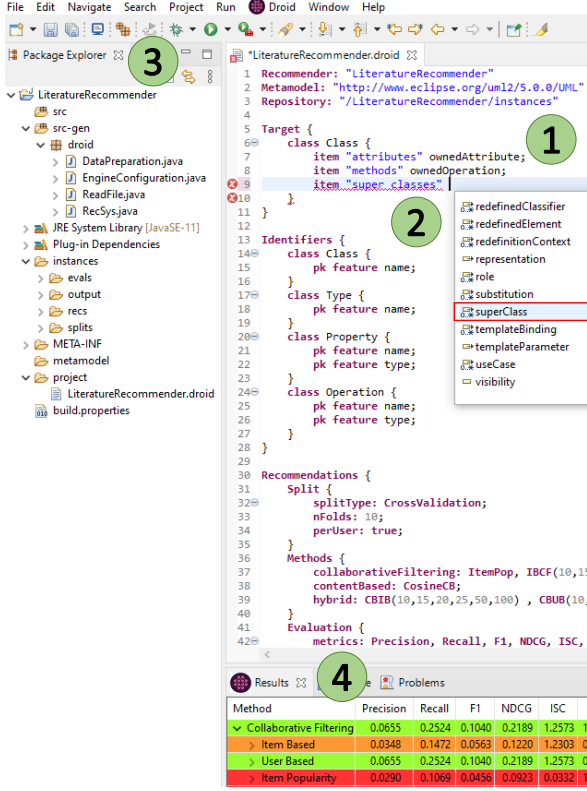 File Edit Navigate Search Project Run Droid Window Help
Package Explorer
3
LiteratureRecommender
src
src-gen
droid
DataPreparation.java
EngineConfiguration.java
ReadFile.java
RecSys.java
JRE System Library [JavaSE-11]
Plug-in Dependencies
instances
evals
output
recs
splits
META-INF
metamodel
project
LiteratureRecommender.droid
build.properties
*LiteratureRecommender.droid
1 Recommender: "LiteratureRecommender"
2 Metamodel: "http://www.eclipse.org/uml2/5.0.0/UML"
3 Repository: "/LiteratureRecommender/instances"
4
5 Target {
6 class Class {
7 item "attributes" ownedAttribute;
8 item "methods" ownedOperation;
9 item "super classes"
10 }
11 }
12
13 Identifiers {
14 class Class {
15 pk feature name;
16 }
17 class Type {
18 pk feature name;
19 }
20 class Property {
21 pk feature name;
22 pk feature type;
23 }
24 class Operation {
25 pk feature name;
26 pk feature type;
27 }
28 }
29
30 Recommendations {
31 Split {
32 splitType: CrossValidation;
33 nFolds: 10;
34 perUser: true;
35 }
36 Methods {
37 collaborativeFiltering: ItemPop, IBCF(10,15
38 contentBased: CosineCB;
39 hybrid: CBIB(10,15,20,25,50,100) , CBUB(10,
40 }
41 Evaluation {
42 metrics: Precision, Recall, F1, NDCG, ISC,
1
2
redefinedClassifier
redefinedElement
redefinitionContext
representation
role
substitution
superClass
templateBinding
templateParameter
useCase
visibility
4
Results Problems
Method Precision Recall F1 NDCG ISC
Collaborative Filtering 0.0655 0.2524 0.1040 0.2189 1.2573 1
Item Based 0.0348 0.1472 0.0563 0.1220 1.2303 0
User Based 0.0655 0.2524 0.1040 0.2189 1.2573 0
Item Popularity 0.0290 0.1069 0.0456 0.0923 0.0332 1